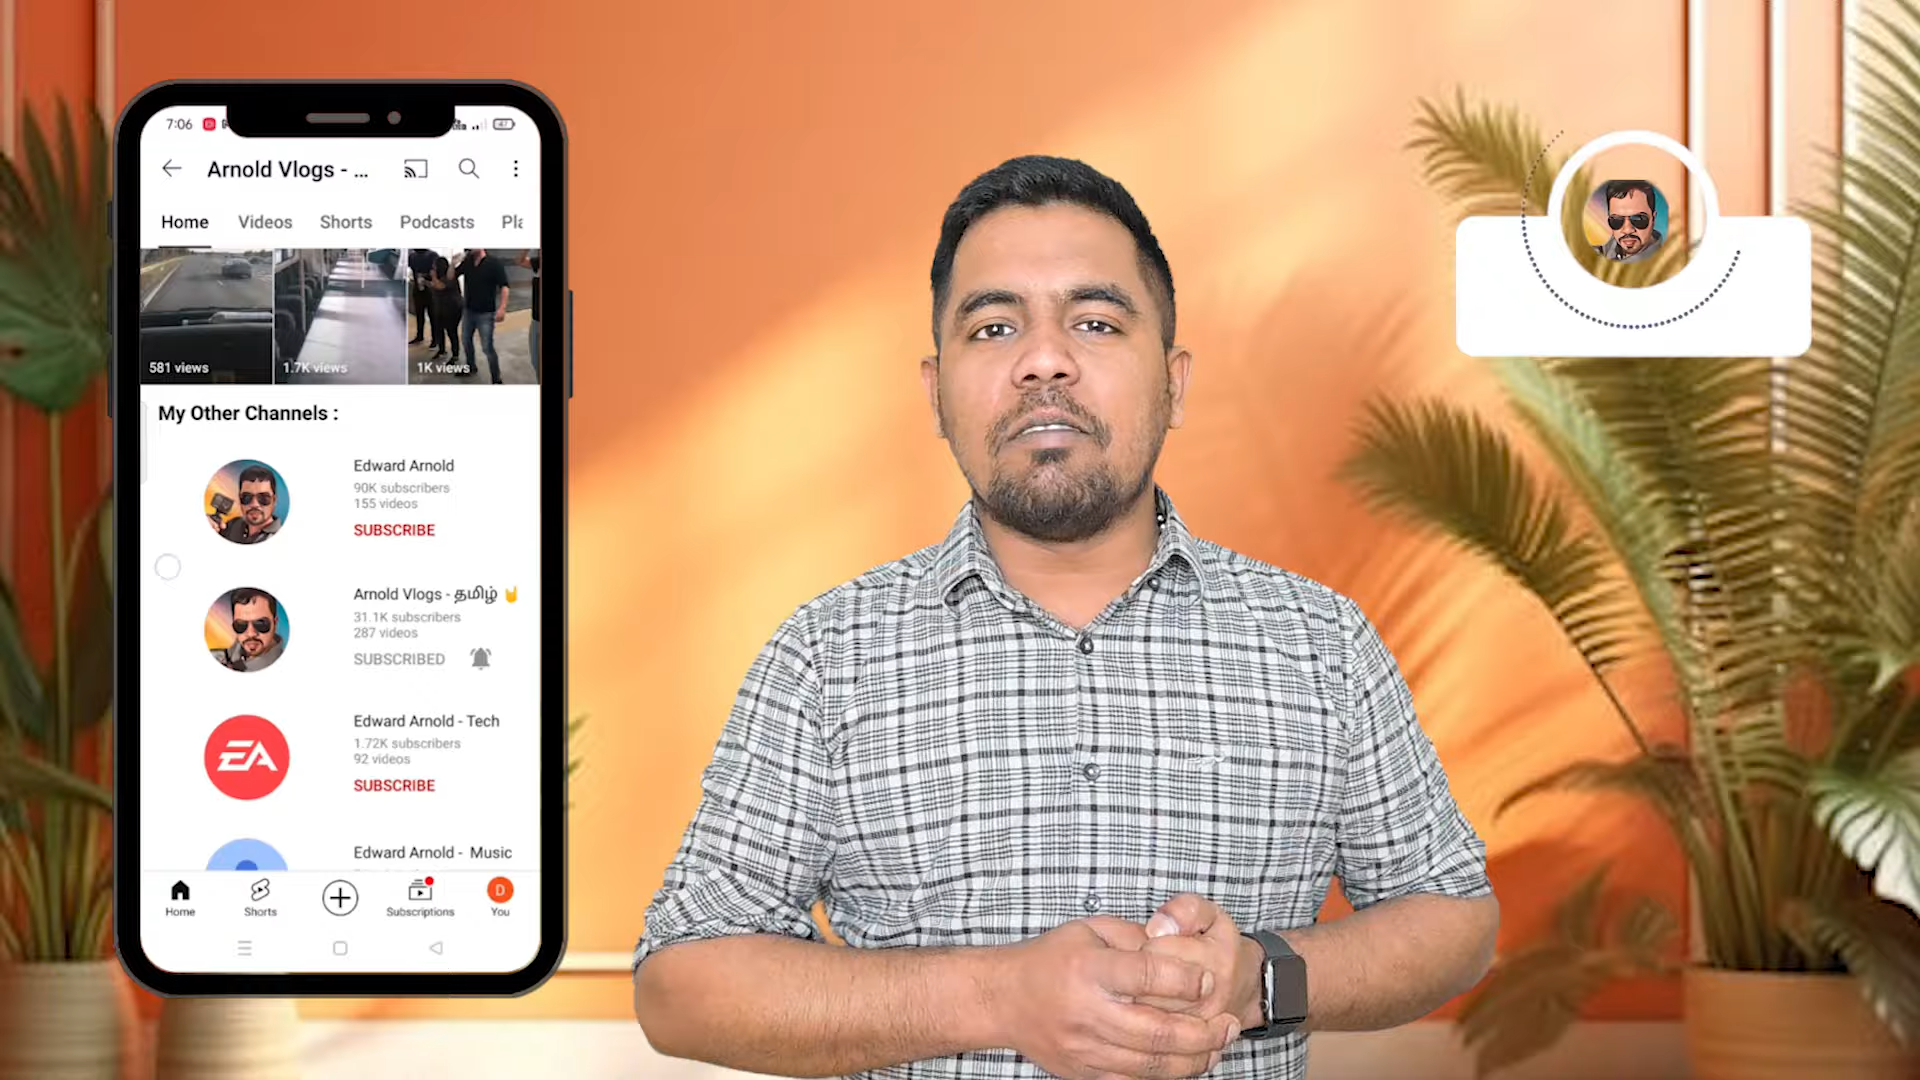 7:06
Arnold Vlogs - ...
Home Videos Shorts Podcasts
581 views
1.7K views
1K views
My Other Channels :
Edward Arnold
90K subscribers
155 videos
SUBSCRIBE
Arnold Vlogs - தமிழ் 🤘
31.1K subscribers
287 videos
SUBSCRIBED
EA
Edward Arnold - Tech
1.72K subscribers
92 videos
SUBSCRIBE
Edward Arnold - Music
Home
Shorts
Subscriptions
D
You